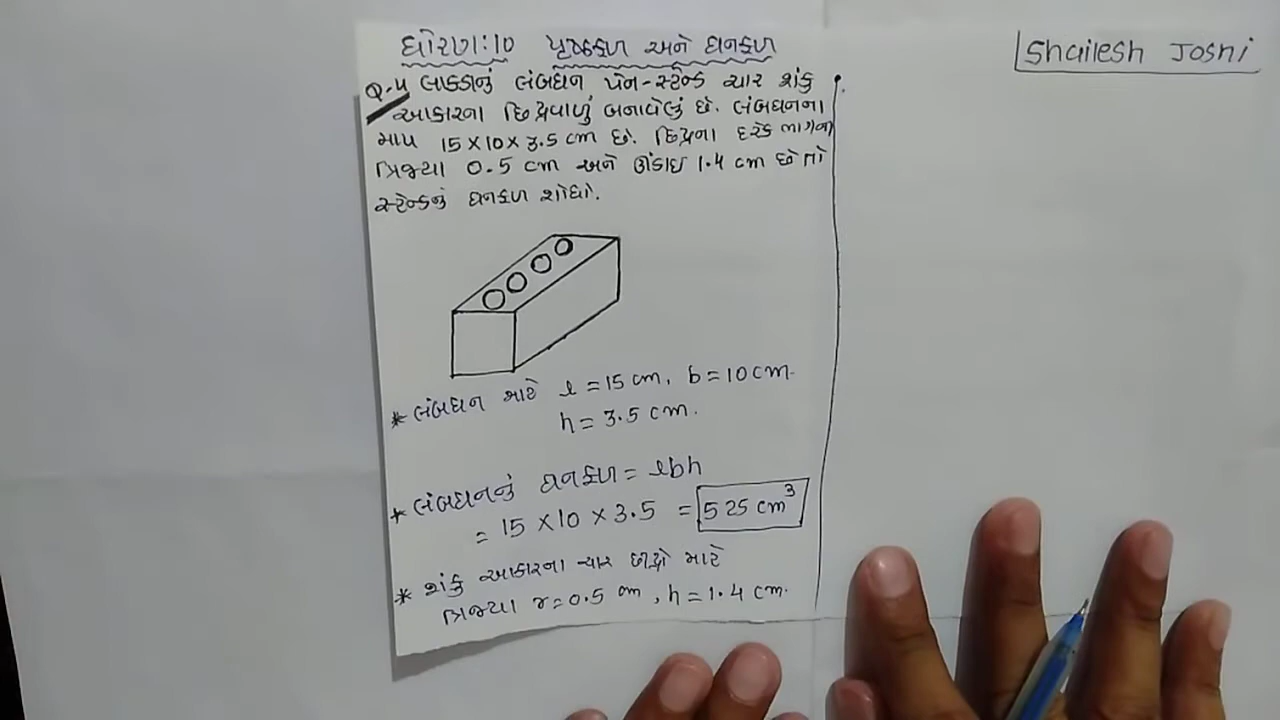 ધોરણ:10 પૃષ્ઠફળ અને ઘનફળ
Shailesh Joshi
Q-4 લાકડાનું લંબઘન પેન-સ્ટેન્ડ ચાર શંકુ
આકારના છિદ્રવાળું બનાવેલું છે. લંબઘનના
માપ 15 X 10 X 3.5 cm છે. છિદ્રના દરેક ભાગની
ત્રિજ્યા 0.5 cm અને ઊંડાઇ 1.4 cm છે તો
સ્ટેન્ડનું ઘનફળ શોધો.
* લંબઘન માટે l = 15 cm, b = 10 cm.
h = 3.5 cm.
* લંબઘનનું ઘનફળ = lbh
= 15 X 10 X 3.5 = 525 cm³
* શંકુ આકારના ચાર છીદ્રો માટે
ત્રિજ્યા r = 0.5 cm, h = 1.4 cm.